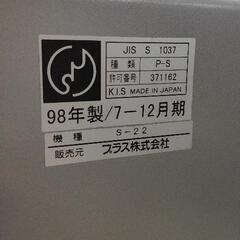 JIS S 1037
種類 P-S
許可番号 371162
K.I.S MADE IN JAPAN
98年製/7-12月期
機種 S-22
販売元 プラス株式会社